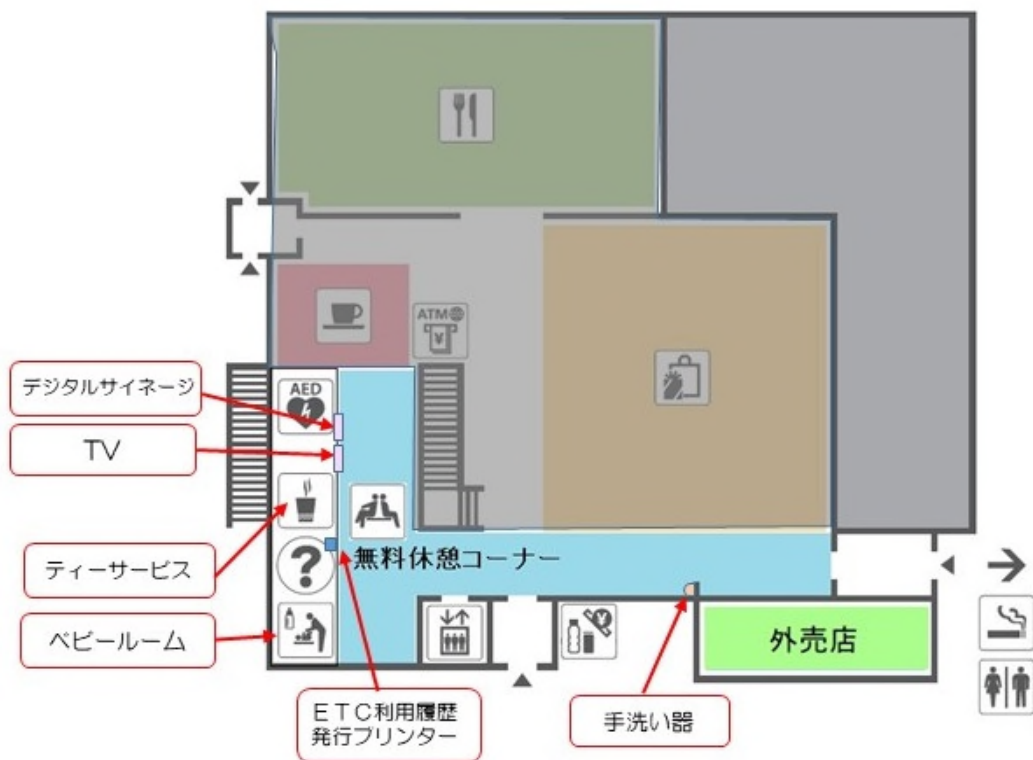 ATM
¥
AED
デジタルサイネージ
TV
ティーサービス
?
無料休憩コーナー
ベビールーム
¥
外売店
ETC利用履歴
発行プリンター
手洗い器